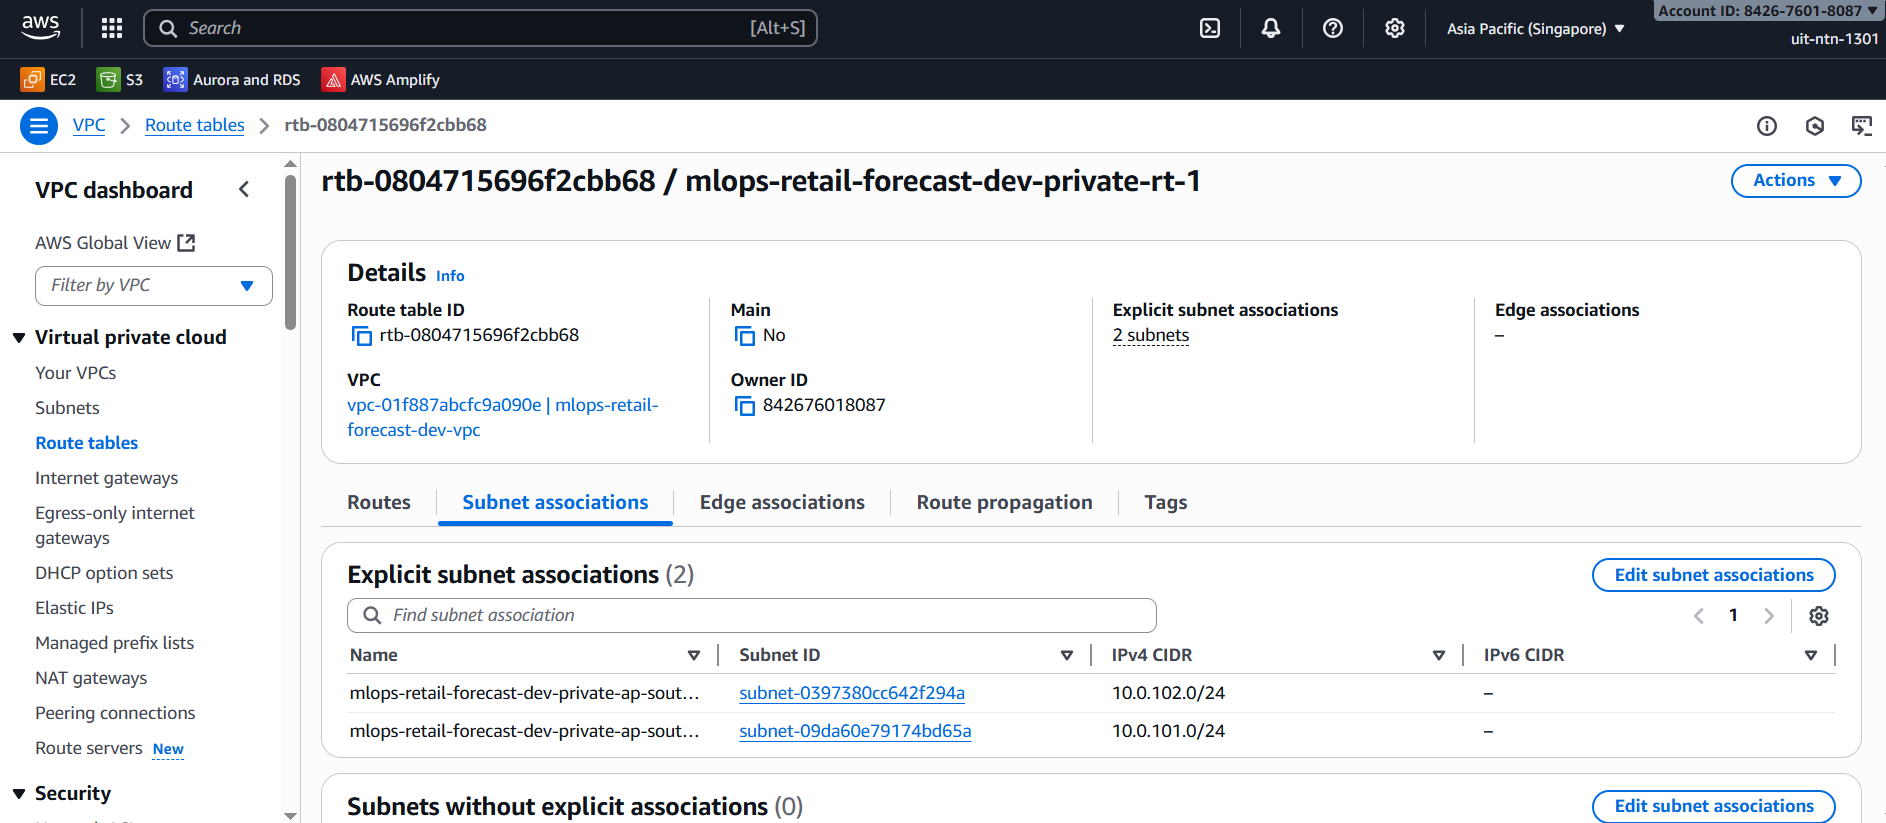 aws
Search [Alt+S]
Asia Pacific (Singapore)
Account ID: 8426-7601-8087
uit-ntn-1301
EC2 S3 Aurora and RDS AWS Amplify
VPC Route tables rtb-0804715696f2cbb68
VPC dashboard
AWS Global View
Filter by VPC
Virtual private cloud
Your VPCs
Subnets
Route tables
Internet gateways
Egress-only internet
gateways
DHCP option sets
Elastic IPs
Managed prefix lists
NAT gateways
Peering connections
Route servers New
Security
rtb-0804715696f2cbb68 / mlops-retail-forecast-dev-private-rt-1
Actions
Details Info
Route table ID
rtb-0804715696f2cbb68
VPC
vpc-01f887abcfc9a090e | mlops-retail-
forecast-dev-vpc
Main
No
Owner ID
842676018087
Explicit subnet associations
2 subnets
Edge associations
–
Routes Subnet associations Edge associations Route propagation Tags
Explicit subnet associations (2)
Edit subnet associations
Find subnet association
1
Name Subnet ID IPv4 CIDR IPv6 CIDR
mlops-retail-forecast-dev-private-ap-sout... subnet-0397380cc642f294a 10.0.102.0/24 –
mlops-retail-forecast-dev-private-ap-sout... subnet-09da60e79174bd65a 10.0.101.0/24 –
Subnets without explicit associations (0)
Edit subnet associations